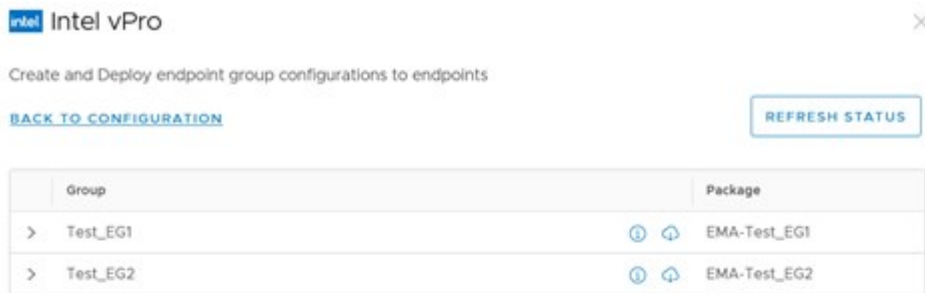 intel Intel vPro
Create and Deploy endpoint group configurations to endpoints
BACK TO CONFIGURATION REFRESH STATUS
Group Package
Test_EG1 EMA-Test_EG1
Test_EG2 EMA-Test_EG2